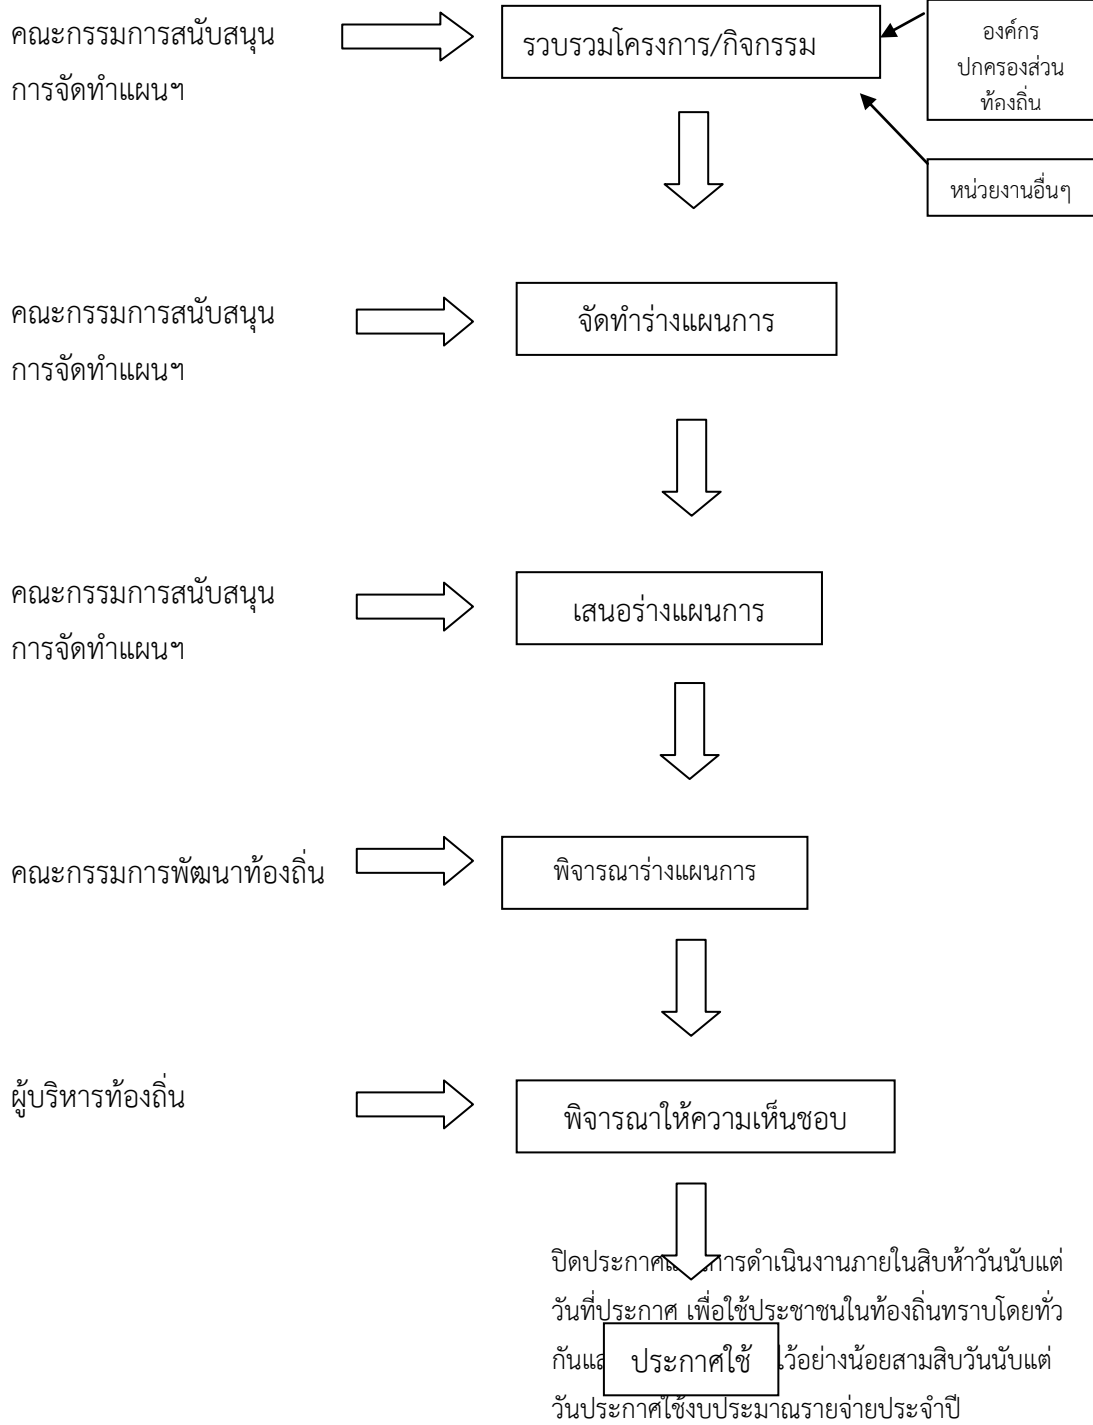 คณะกรรมการสนับสนุน
การจัดทำแผนฯ
รวบรวมโครงการ/กิจกรรม
องค์กร
ปกครองส่วน
ท้องถิ่น
หน่วยงานอื่นๆ
คณะกรรมการสนับสนุน
การจัดทำแผนฯ
จัดทำร่างแผนการ
คณะกรรมการสนับสนุน
การจัดทำแผนฯ
เสนอร่างแผนการ
คณะกรรมการพัฒนาท้องถิ่น
พิจารณาร่างแผนการ
ผู้บริหารท้องถิ่น
พิจารณาให้ความเห็นชอบ
ปิดประกาศ การดำเนินงานภายในสิบห้าวันนับแต่
วันที่ประกาศ เพื่อใช้ประชาชนในท้องถิ่นทราบโดยทั่ว
กัน ไว้อย่างน้อยสามสิบวันนับแต่
ประกาศใช้
วันประกาศใช้งบประมาณรายจ่ายประจำปี